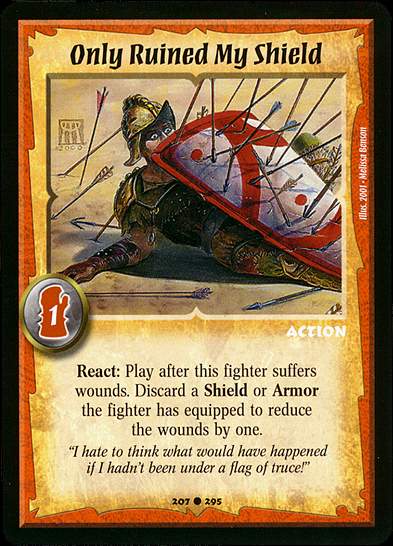 Only Ruined My Shield
Illus. 2001 • Melissa Benson
1
ACTION
React: Play after this fighter suffers
wounds. Discard a Shield or Armor
the fighter has equipped to reduce
the wounds by one.
"I hate to think what would have happened
if I hadn't been under a flag of truce!"
207 ● 295